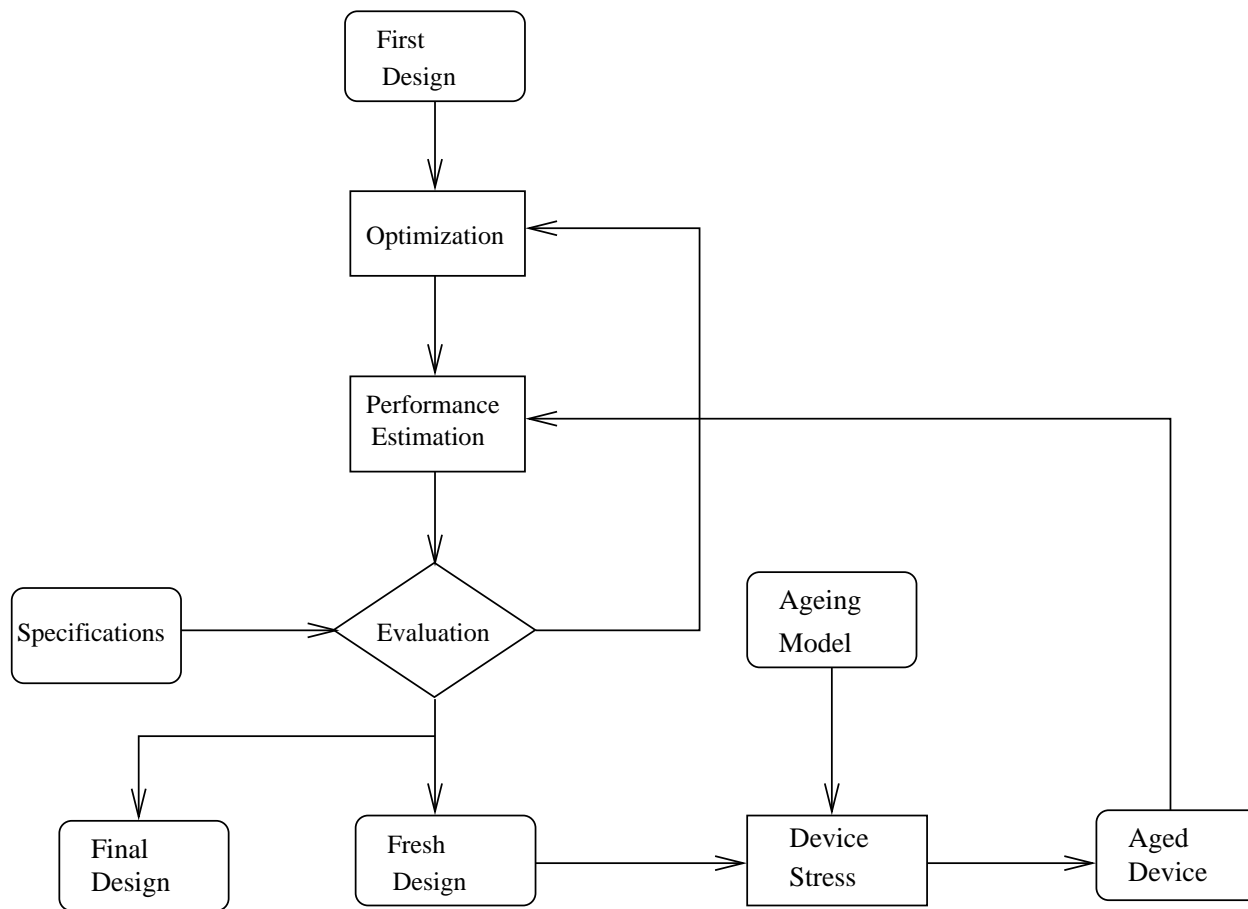 First
Design
Optimization
Performance
Estimation
Specifications
Evaluation
Ageing
Model
Final
Design
Fresh
Design
Device
Stress
Aged
Device